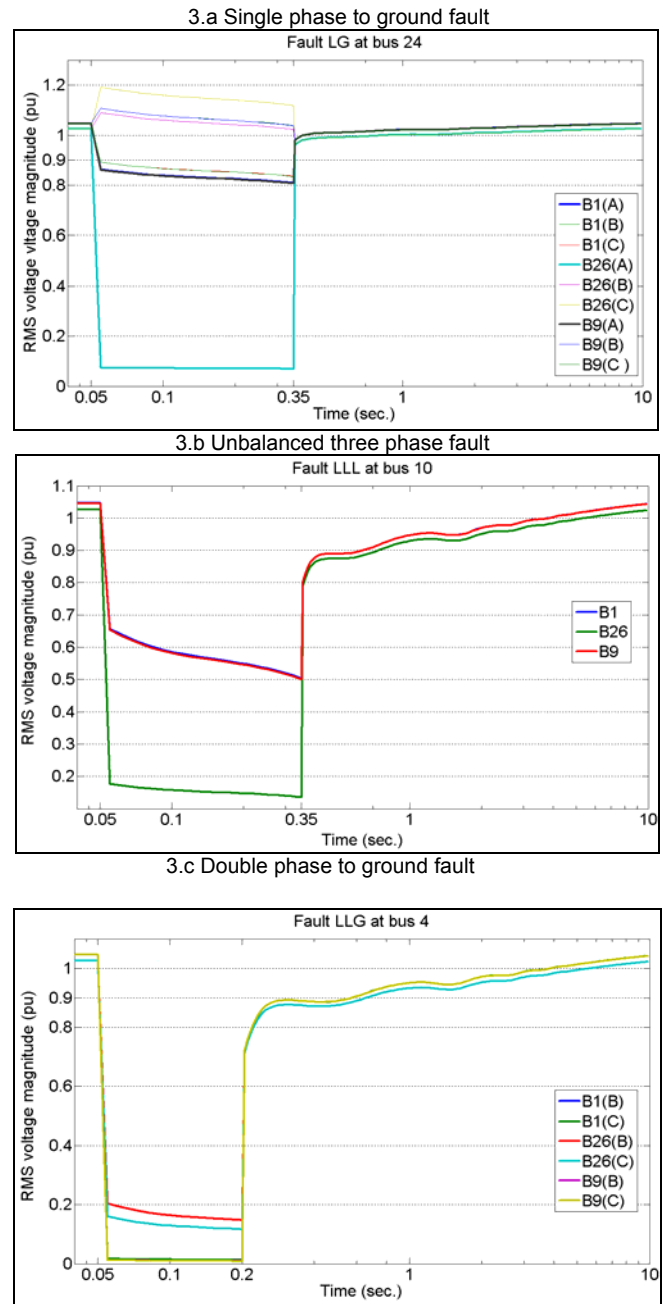 3.a Single phase to ground fault
Fault LG at bus 24
RMS voltage vltage magnitude (pu)
1.2
1
0.9
0.8
0.6
0.4
0.2
0
B1(A)
B1(B)
B1(C)
B26(A)
B26(B)
B26(C)
B9(A)
B9(B)
B9(C )
0.05 0.1 0.35 1 10
Time (sec.)
3.b Unbalanced three phase fault
Fault LLL at bus 10
RMS voltage magnitude (pu)
1.1
1
0.9
0.8
0.7
0.6
0.5
0.4
0.3
0.2
B1
B26
B9
0.05 0.1 0.35 1 10
Time (sec.)
3.c Double phase to ground fault
Fault LLG at bus 4
RMS voltage magnitude (pu)
1
0.9
0.8
0.6
0.4
0.2
0
B1(B)
B1(C)
B26(B)
B26(C)
B9(B)
B9(C)
0.05 0.1 0.2 1 10
Time (sec.)